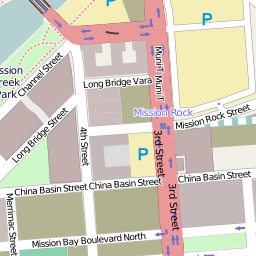 P
Muni T Muni T
P
Mission
Creek
Park
Channel Street
Long Bridge Vara
Mission Rock
Mission Rock Street
Long Bridge Street
4th Street
3rd Street
P
China Basin Street
China Basin Street
China Basin Street
3rd Street
Merrimac Street
Mission Bay Boulevard North